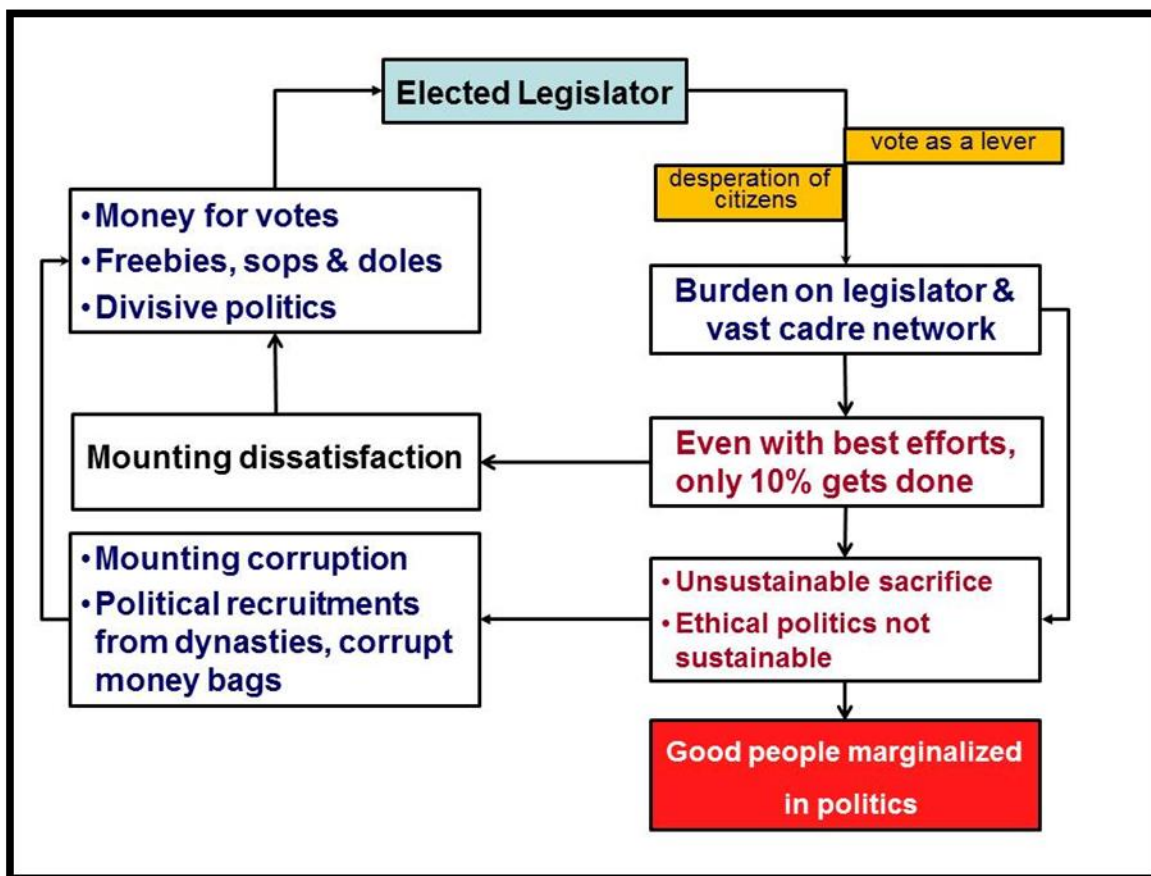 Elected Legislator
vote as a lever
desperation of
citizens
• Money for votes
• Freebies, sops & doles
• Divisive politics
Burden on legislator &
vast cadre network
Mounting dissatisfaction
Even with best efforts,
only 10% gets done
• Mounting corruption
• Political recruitments
from dynasties, corrupt
money bags
• Unsustainable sacrifice
• Ethical politics not
sustainable
Good people marginalized
in politics